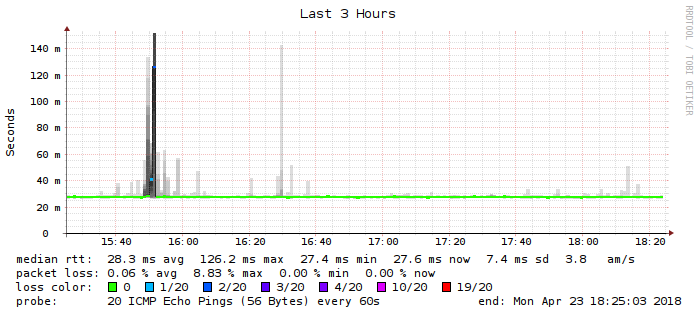 Last 3 Hours
RRDTOOL / TOBI OETIKER
Seconds
140 m
120 m
100 m
80 m
60 m
40 m
20 m
0
15:40 16:00 16:20 16:40 17:00 17:20 17:40 18:00 18:20
median rtt: 28.3 ms avg 126.2 ms max 27.4 ms min 27.6 ms now 7.4 ms sd 3.8 am/s
packet loss: 0.06 % avg 8.83 % max 0.00 % min 0.00 % now
loss color: 0 1/20 2/20 3/20 4/20 10/20 19/20
probe: 20 ICMP Echo Pings (56 Bytes) every 60s end: Mon Apr 23 18:25:03 2018